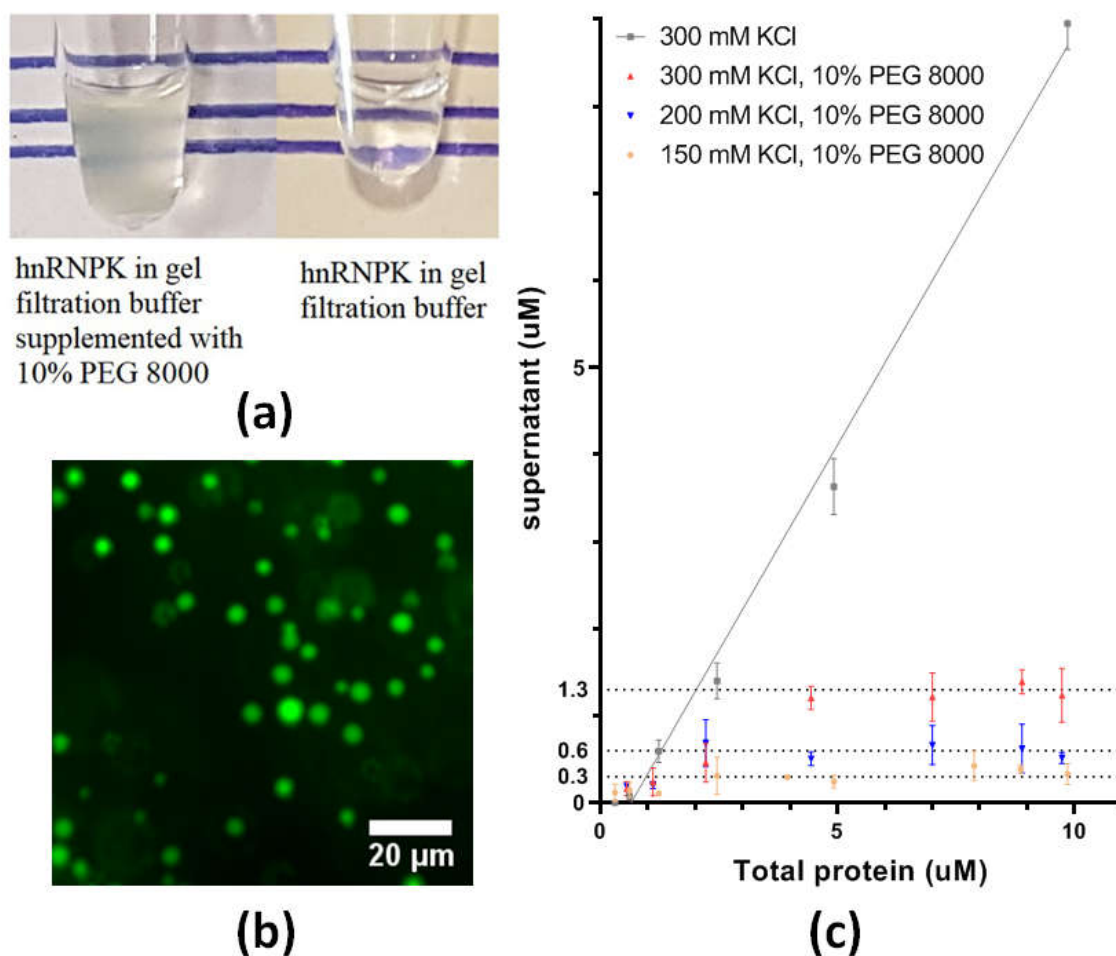 hnRNPK in gel
filtration buffer
supplemented with
10% PEG 8000
hnRNPK in gel
filtration buffer
(a)
20 µm
(b)
300 mM KCl
300 mM KCl, 10% PEG 8000
200 mM KCl, 10% PEG 8000
150 mM KCl, 10% PEG 8000
supernatant (uM)
5
1.3
0.6
0.3
0
0
5
10
Total protein (uM)
(c)